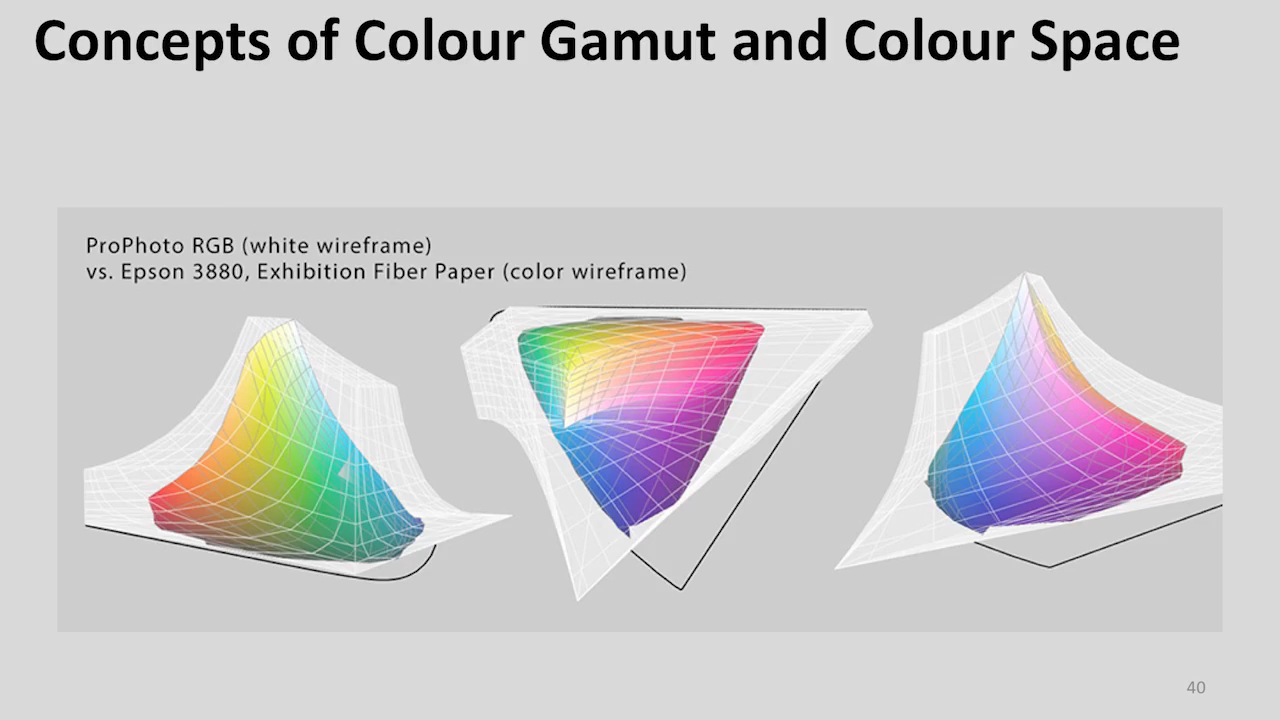 Concepts of Colour Gamut and Colour Space
ProPhoto RGB (white wireframe)
vs. Epson 3880, Exhibition Fiber Paper (color wireframe)
40